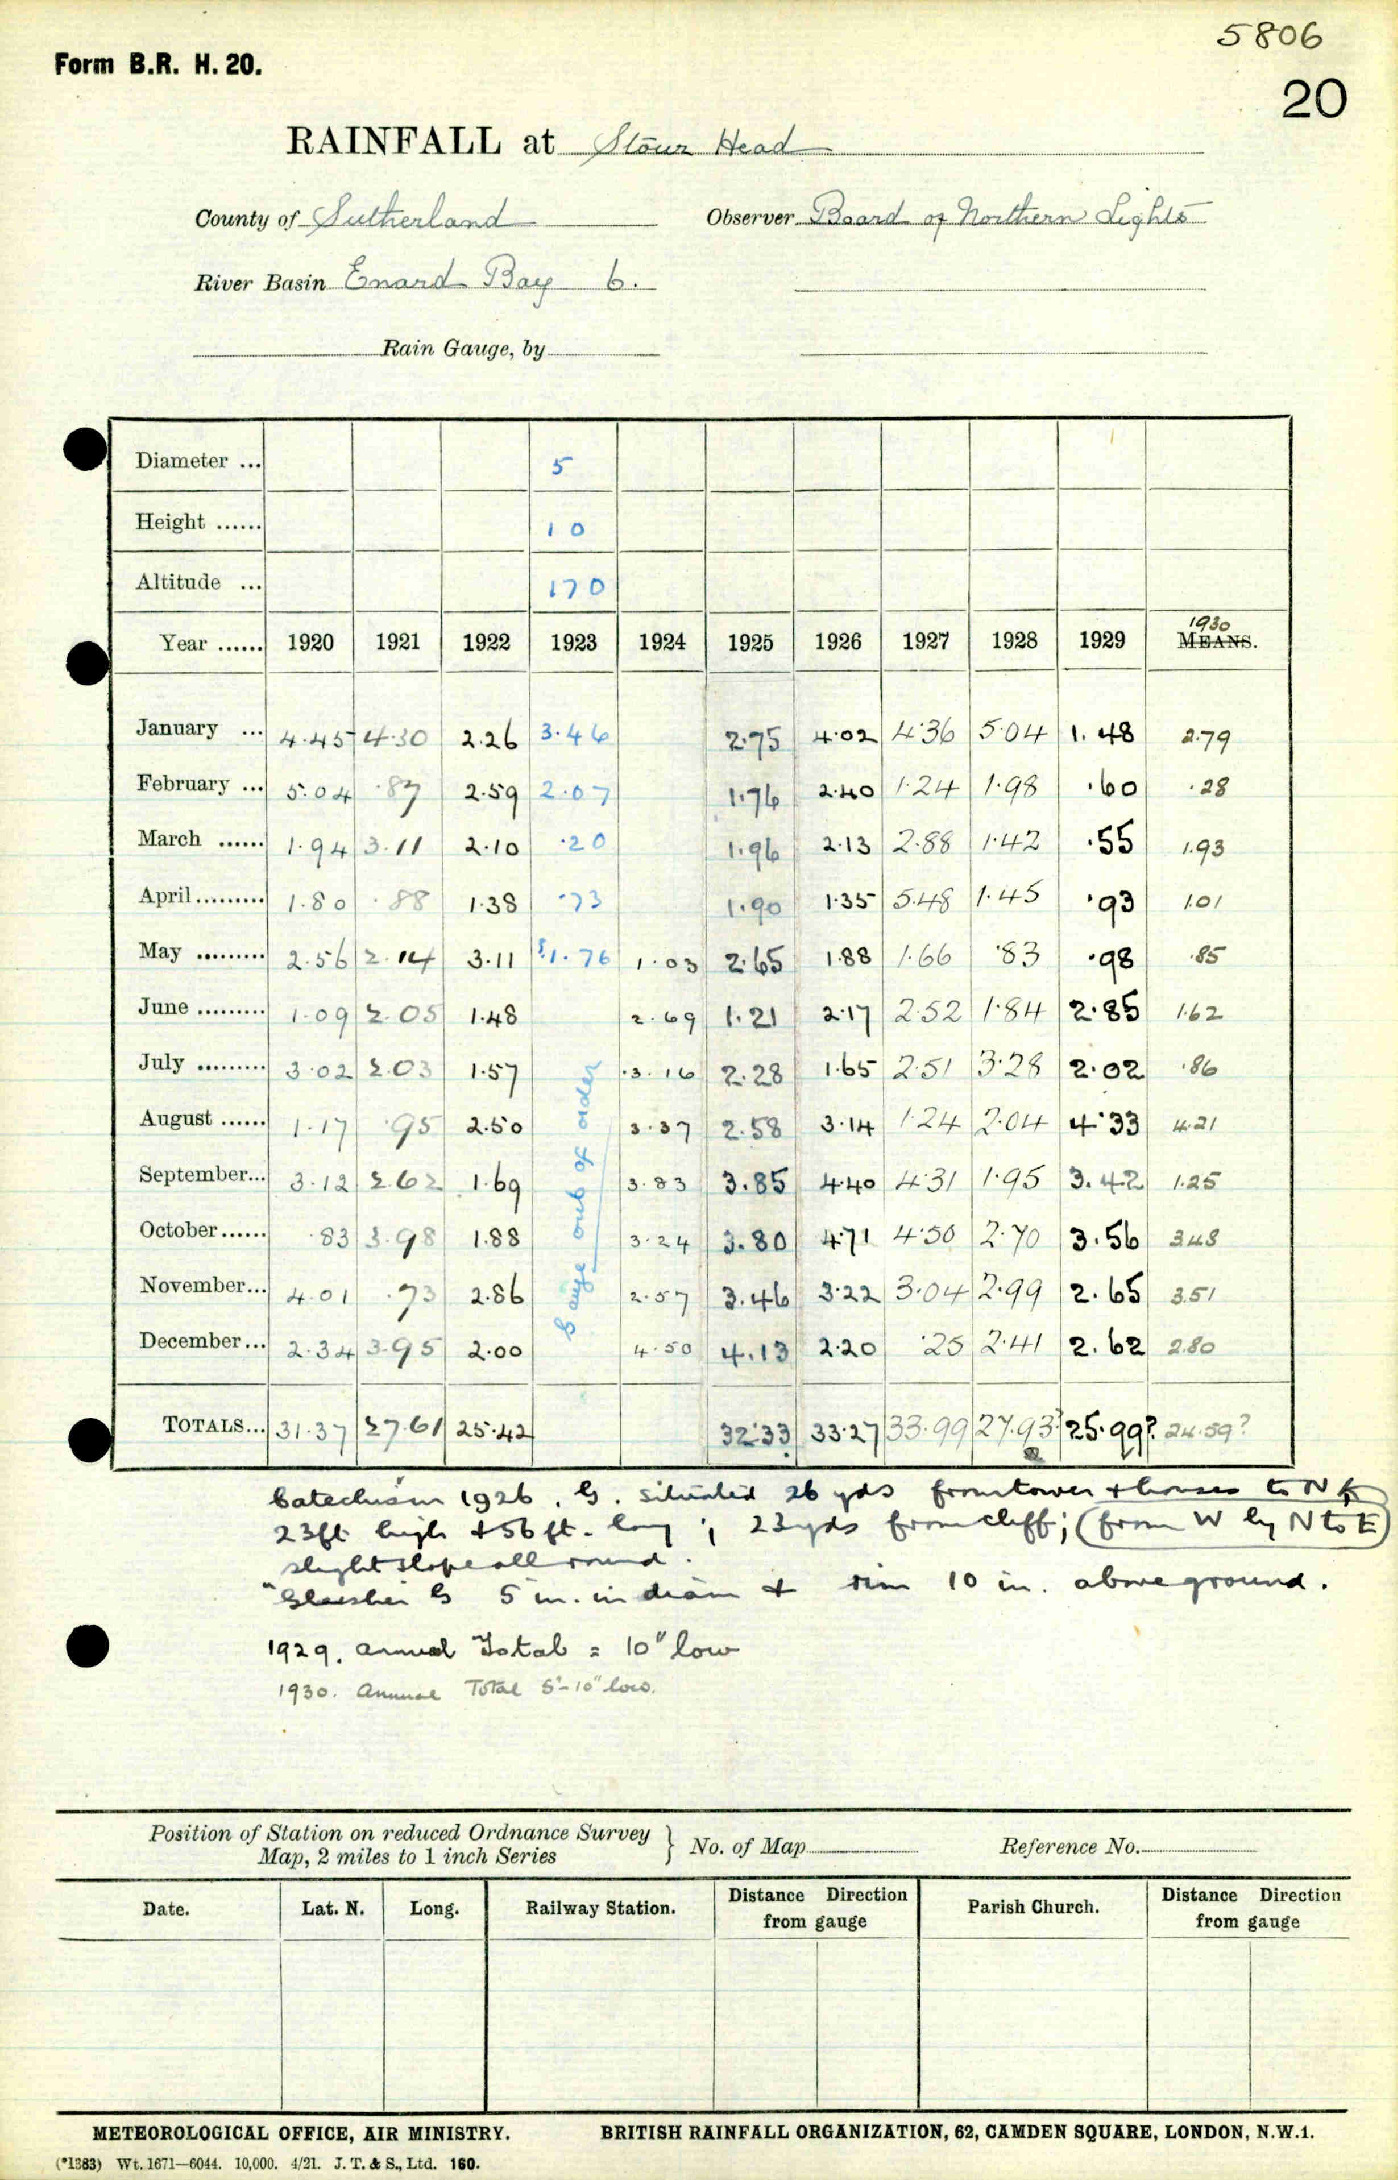 5806
Form B.R. H. 20.
20
RAINFALL at Stour Head
County of Sutherland Observer Board of Northern Lights
River Basin Enard Bay 6.
Rain Gauge, by
Diameter ... 5
Height ...... 10
Altitude ... 170
1930
Year ...... 1920 1921 1922 1923 1924 1925 1926 1927 1928 1929 MEANS.
January ... 4.45 4.30 2.26 3.46 2.75 4.02 4.36 5.04 1.48 2.79
February ... 5.04 .87 2.59 2.07 1.76 2.40 1.24 1.98 .60 .28
March ...... 1.94 3.11 2.10 .20 1.96 2.13 2.88 1.42 .55 1.93
April ......... 1.80 .88 1.38 .73 1.90 1.35 5.48 1.45 .93 1.01
May ......... 2.56 2.14 3.11 1.76 1.03 2.65 1.88 1.66 .83 .98 .85
June ......... 1.09 2.05 1.48 2.69 1.21 2.17 2.52 1.84 2.85 1.62
July ......... 3.02 2.03 1.57 3.16 2.28 1.65 2.51 3.28 2.02 .86
August ...... 1.17 .95 2.50 3.37 2.58 3.14 1.24 2.04 4.33 4.21
September... 3.12 2.62 1.69 3.83 3.85 4.40 4.31 1.95 3.42 1.25
October...... .83 3.98 1.88 3.24 3.80 4.71 4.50 2.70 3.56 3.48
November... 4.01 .73 2.86 2.57 3.46 3.22 3.04 2.99 2.65 3.51
December... 2.34 3.95 2.00 4.50 4.13 2.20 .25 2.41 2.62 2.80
Gauge out of order
TOTALS... 31.37 27.61 25.42 32.33 33.27 33.99 27.93? 25.99? 24.59?
Catechism 1926. G. situated 26 yds from tower & houses to N
23ft high & 56 ft. long; 23 yds from cliff; (from W by N to E)
slight slope all round.
Glaisher G 5 in. in diam & rim 10 in. above ground.
1929. Annual Total = 10" low
1930. Annual Total 5"-10" low.
Position of Station on reduced Ordnance Survey
Map, 2 miles to 1 inch Series } No. of Map Reference No.
Date. Lat. N. Long. Railway Station. Distance Direction from gauge Parish Church. Distance Direction from gauge
METEOROLOGICAL OFFICE, AIR MINISTRY. BRITISH RAINFALL ORGANIZATION, 62, CAMDEN SQUARE, LONDON, N.W.1.
(*1383) Wt. 1671—6044. 10,000. 4/21. J. T. & S., Ltd. 160.